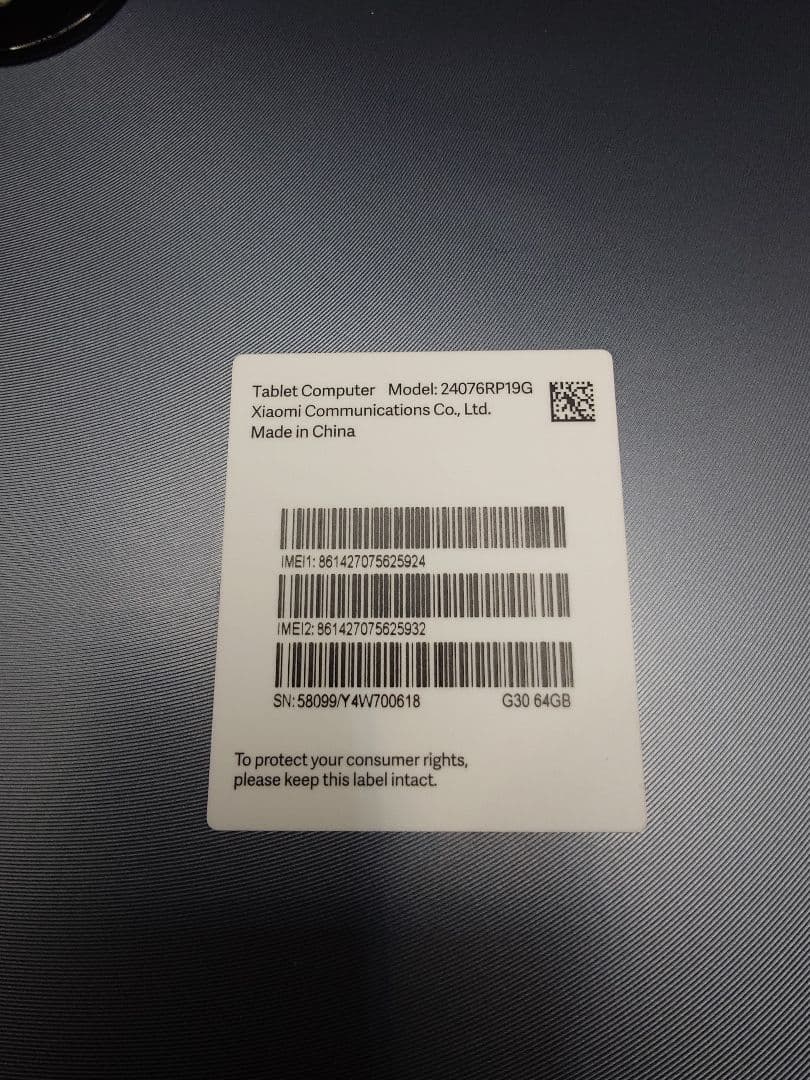 Tablet Computer Model: 24076RP19G
Xiaomi Communications Co., Ltd.
Made in China
IMEI1: 861427075625924
IMEI2: 861427075625932
SN: 58099/Y4W700618 G30 64GB
To protect your consumer rights,
please keep this label intact.